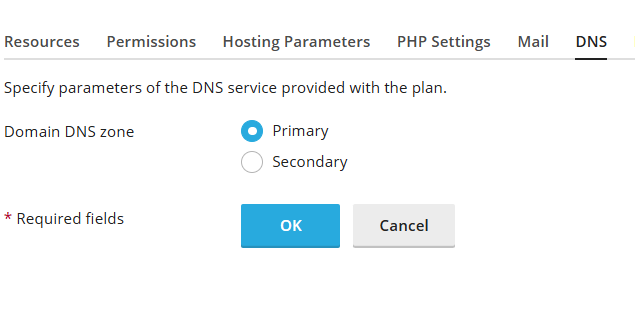 Resources Permissions Hosting Parameters PHP Settings Mail DNS
Specify parameters of the DNS service provided with the plan.
Domain DNS zone Primary
Secondary
* Required fields OK Cancel